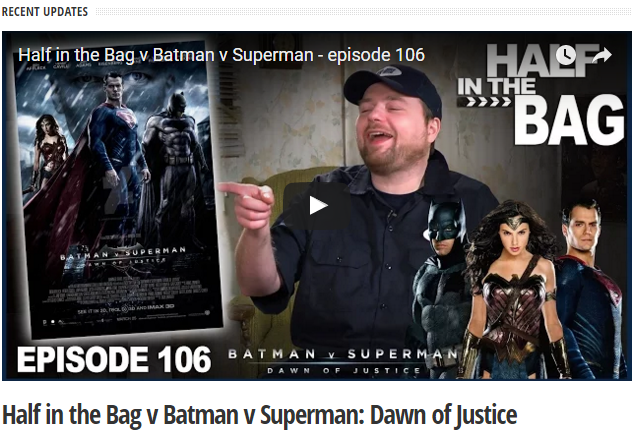 RECENT UPDATES
Half in the Bag v Batman v Superman - episode 106
HALF
IN THE
BAG
BATMAN v SUPERMAN
DAWN OF JUSTICE
EPISODE 106
BATMAN v SUPERMAN
DAWN OF JUSTICE
Half in the Bag v Batman v Superman: Dawn of Justice